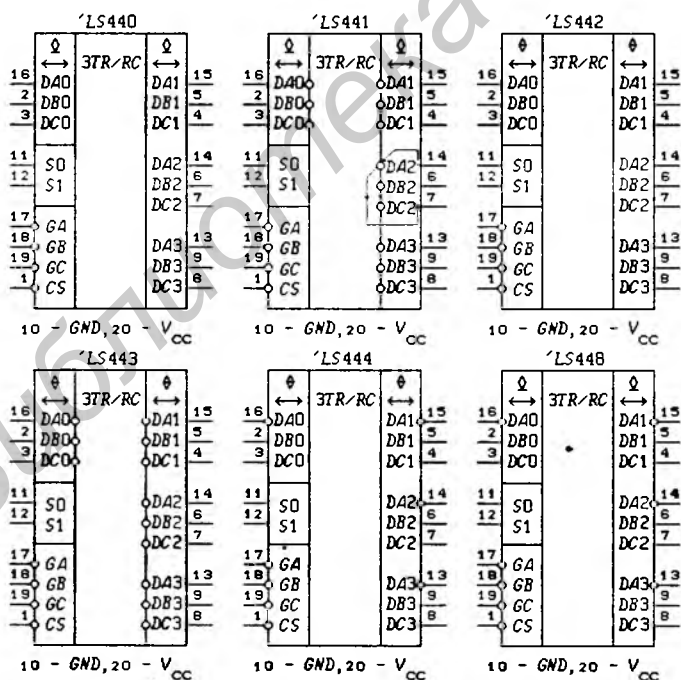 'LS440
Ω ↔ 3TR/RC Ω ↔
16 DA0 DA1 15
2 DB0 DB1 5
3 DC0 DC1 4
11 S0 DA2 14
12 S1 DB2 6
DC2 7
17 GA
18 GB DA3 13
19 GC DB3 9
1 CS DC3 8
10 - GND, 20 - VCC
'LS441
Ω ↔ 3TR/RC Ω ↔
16 DA0 DA1 15
2 DB0 DB1 5
3 DC0 DC1 4
11 S0 DA2 14
12 S1 DB2 6
DC2 7
17 GA
18 GB DA3 13
19 GC DB3 9
1 CS DC3 8
10 - GND, 20 - VCC
'LS442
θ ↔ 3TR/RC θ ↔
16 DA0 DA1 15
2 DB0 DB1 5
3 DC0 DC1 4
11 S0 DA2 14
12 S1 DB2 6
DC2 7
17 GA
18 GB DA3 13
19 GC DB3 9
1 CS DC3 8
10 - GND, 20 - VCC
'LS443
θ ↔ 3TR/RC θ ↔
16 DA0 DA1 15
2 DB0 DB1 5
3 DC0 DC1 4
11 S0 DA2 14
12 S1 DB2 6
DC2 7
17 GA
18 GB DA3 13
19 GC DB3 9
1 CS DC3 8
10 - GND, 20 - VCC
'LS444
θ ↔ 3TR/RC θ ↔
16 DA0 DA1 15
2 DB0 DB1 5
3 DC0 DC1 4
11 S0 DA2 14
12 S1 DB2 6
DC2 7
17 GA
18 GB DA3 13
19 GC DB3 9
1 CS DC3 8
10 - GND, 20 - VCC
'LS448
Ω ↔ 3TR/RC Ω ↔
16 DA0 DA1 15
2 DB0 DB1 5
3 DC0 DC1 4
11 S0 DA2 14
12 S1 DB2 6
DC2 7
17 GA
18 GB DA3 13
19 GC DB3 9
1 CS DC3 8
10 - GND, 20 - VCC
библиотека